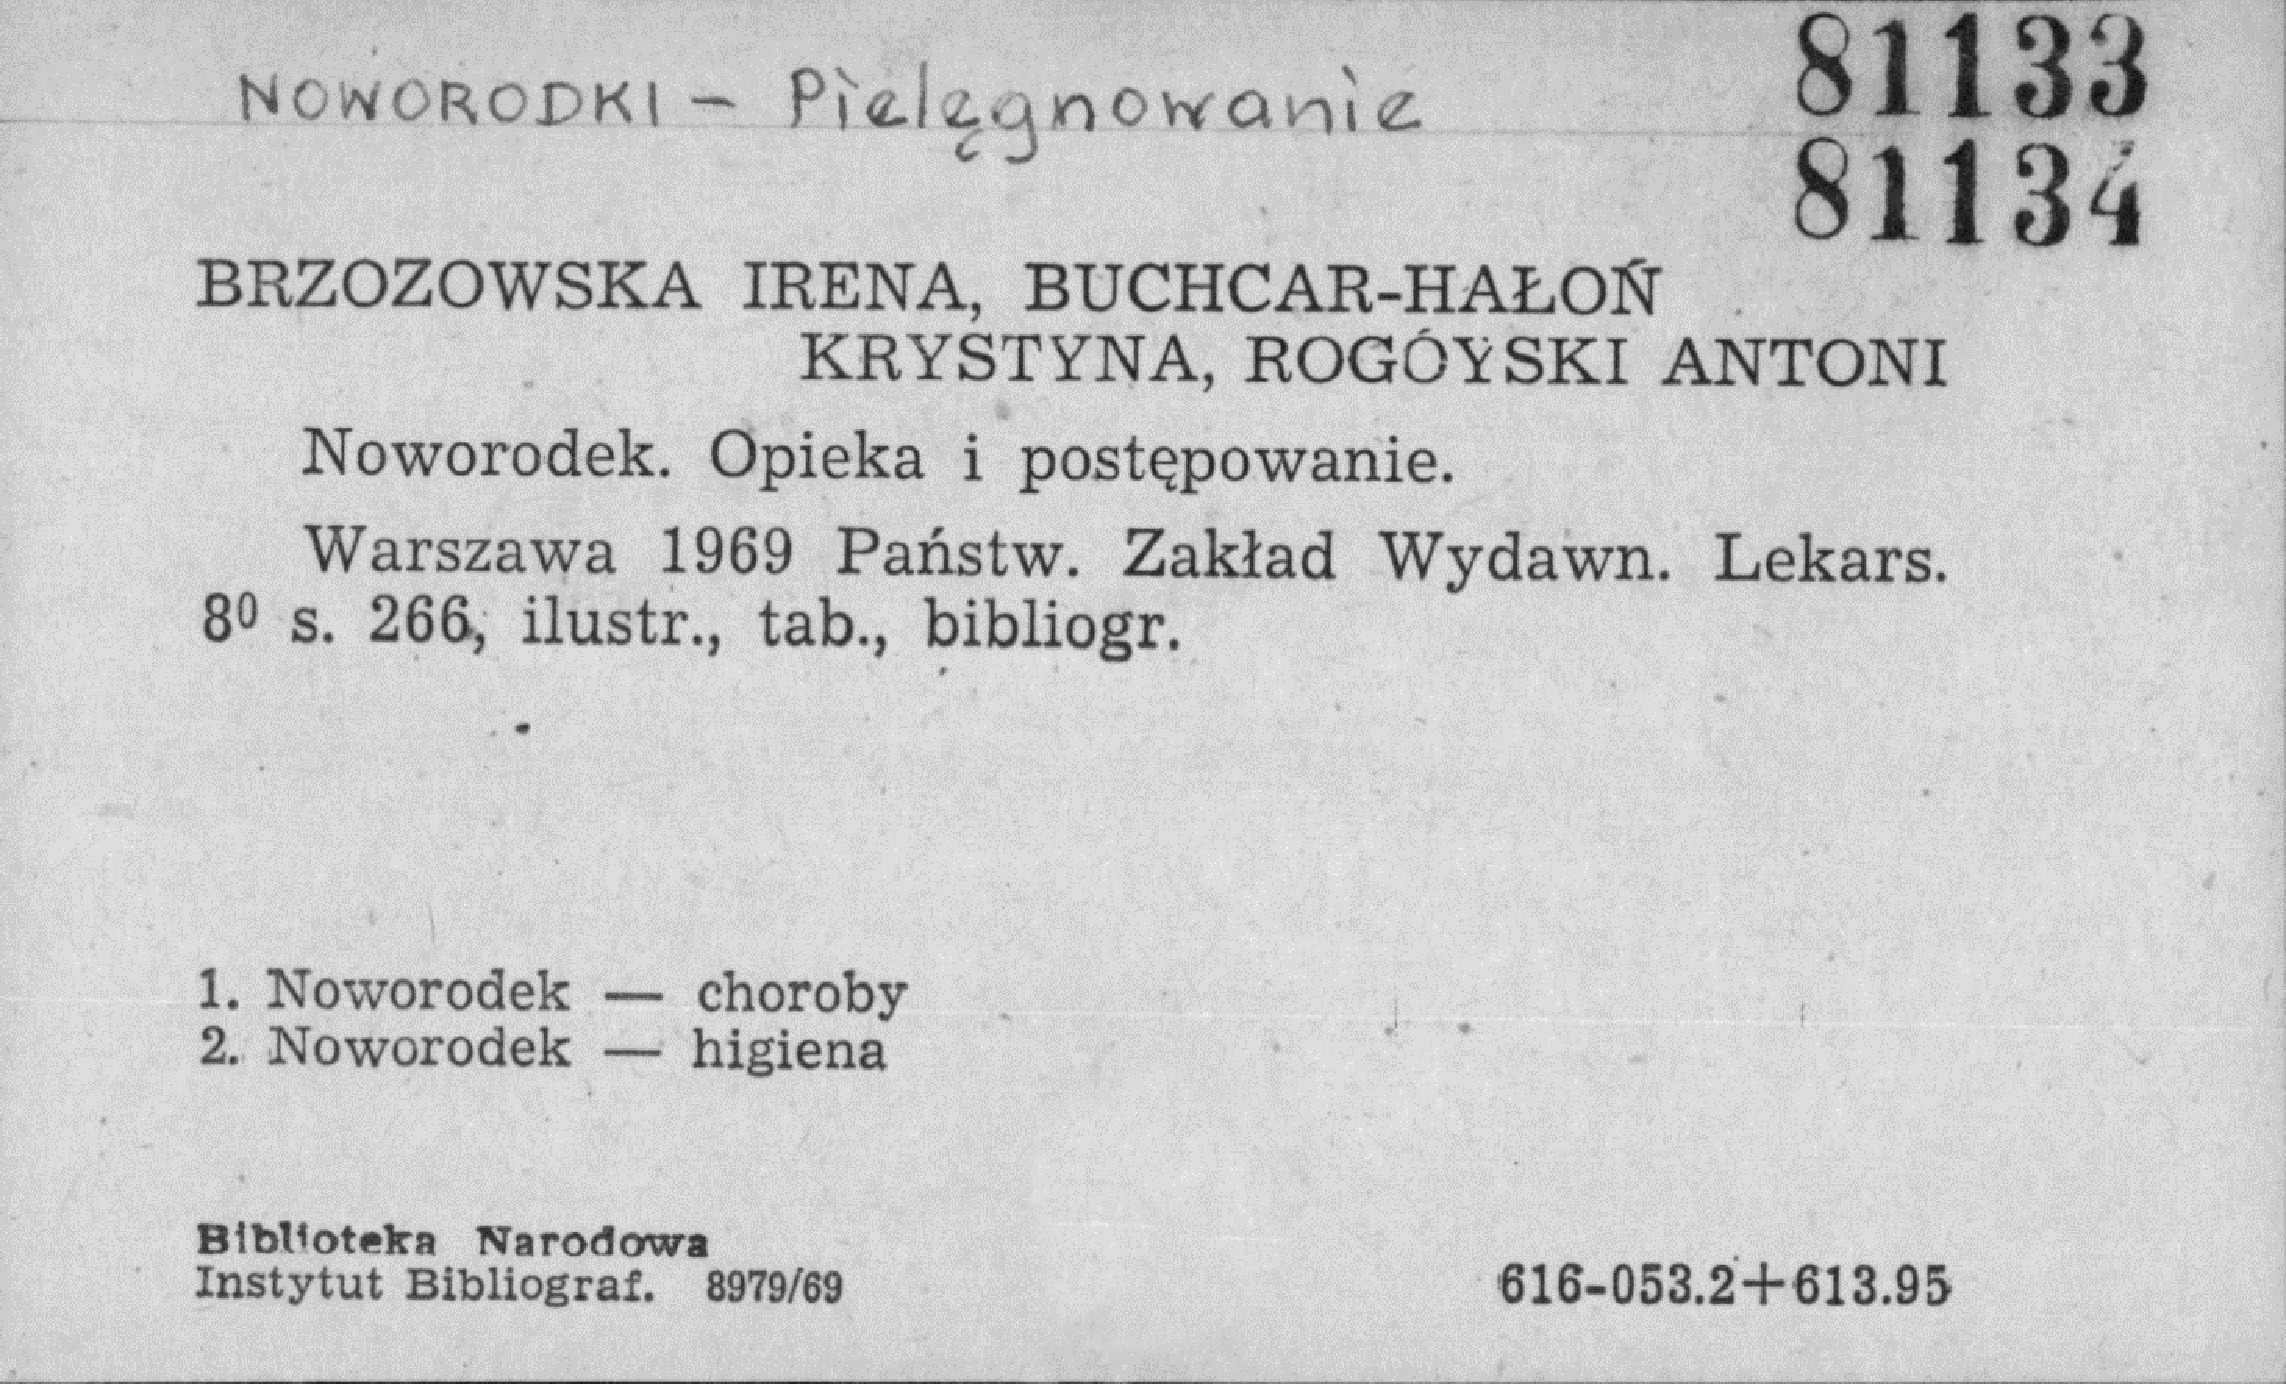 NOWORODKI - Pielęgnowanie
81133
81134
BRZOZOWSKA IRENA, BUCHCAR-HAŁOŃ
KRYSTYNA, ROGÓYSKI ANTONI
Noworodek. Opieka i postępowanie.
Warszawa 1969 Państw. Zakład Wydawn. Lekars.
8⁰ s. 266, ilustr., tab., bibliogr.
1. Noworodek — choroby
2. Noworodek — higiena
Biblioteka Narodowa
Instytut Bibliograf. 8979/69
616-053.2+613.95